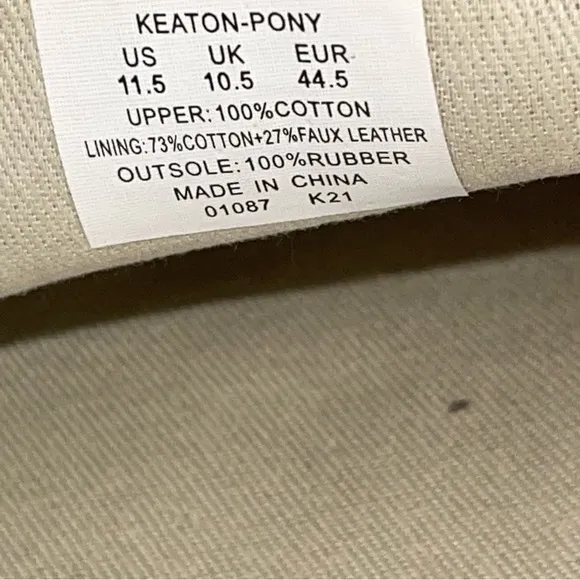 KEATON-PONY
US UK EUR
11.5 10.5 44.5
UPPER: 100%COTTON
LINING:73%COTTON+27%FAUX LEATHER
OUTSOLE: 100%RUBBER
MADE IN CHINA
01087 K21